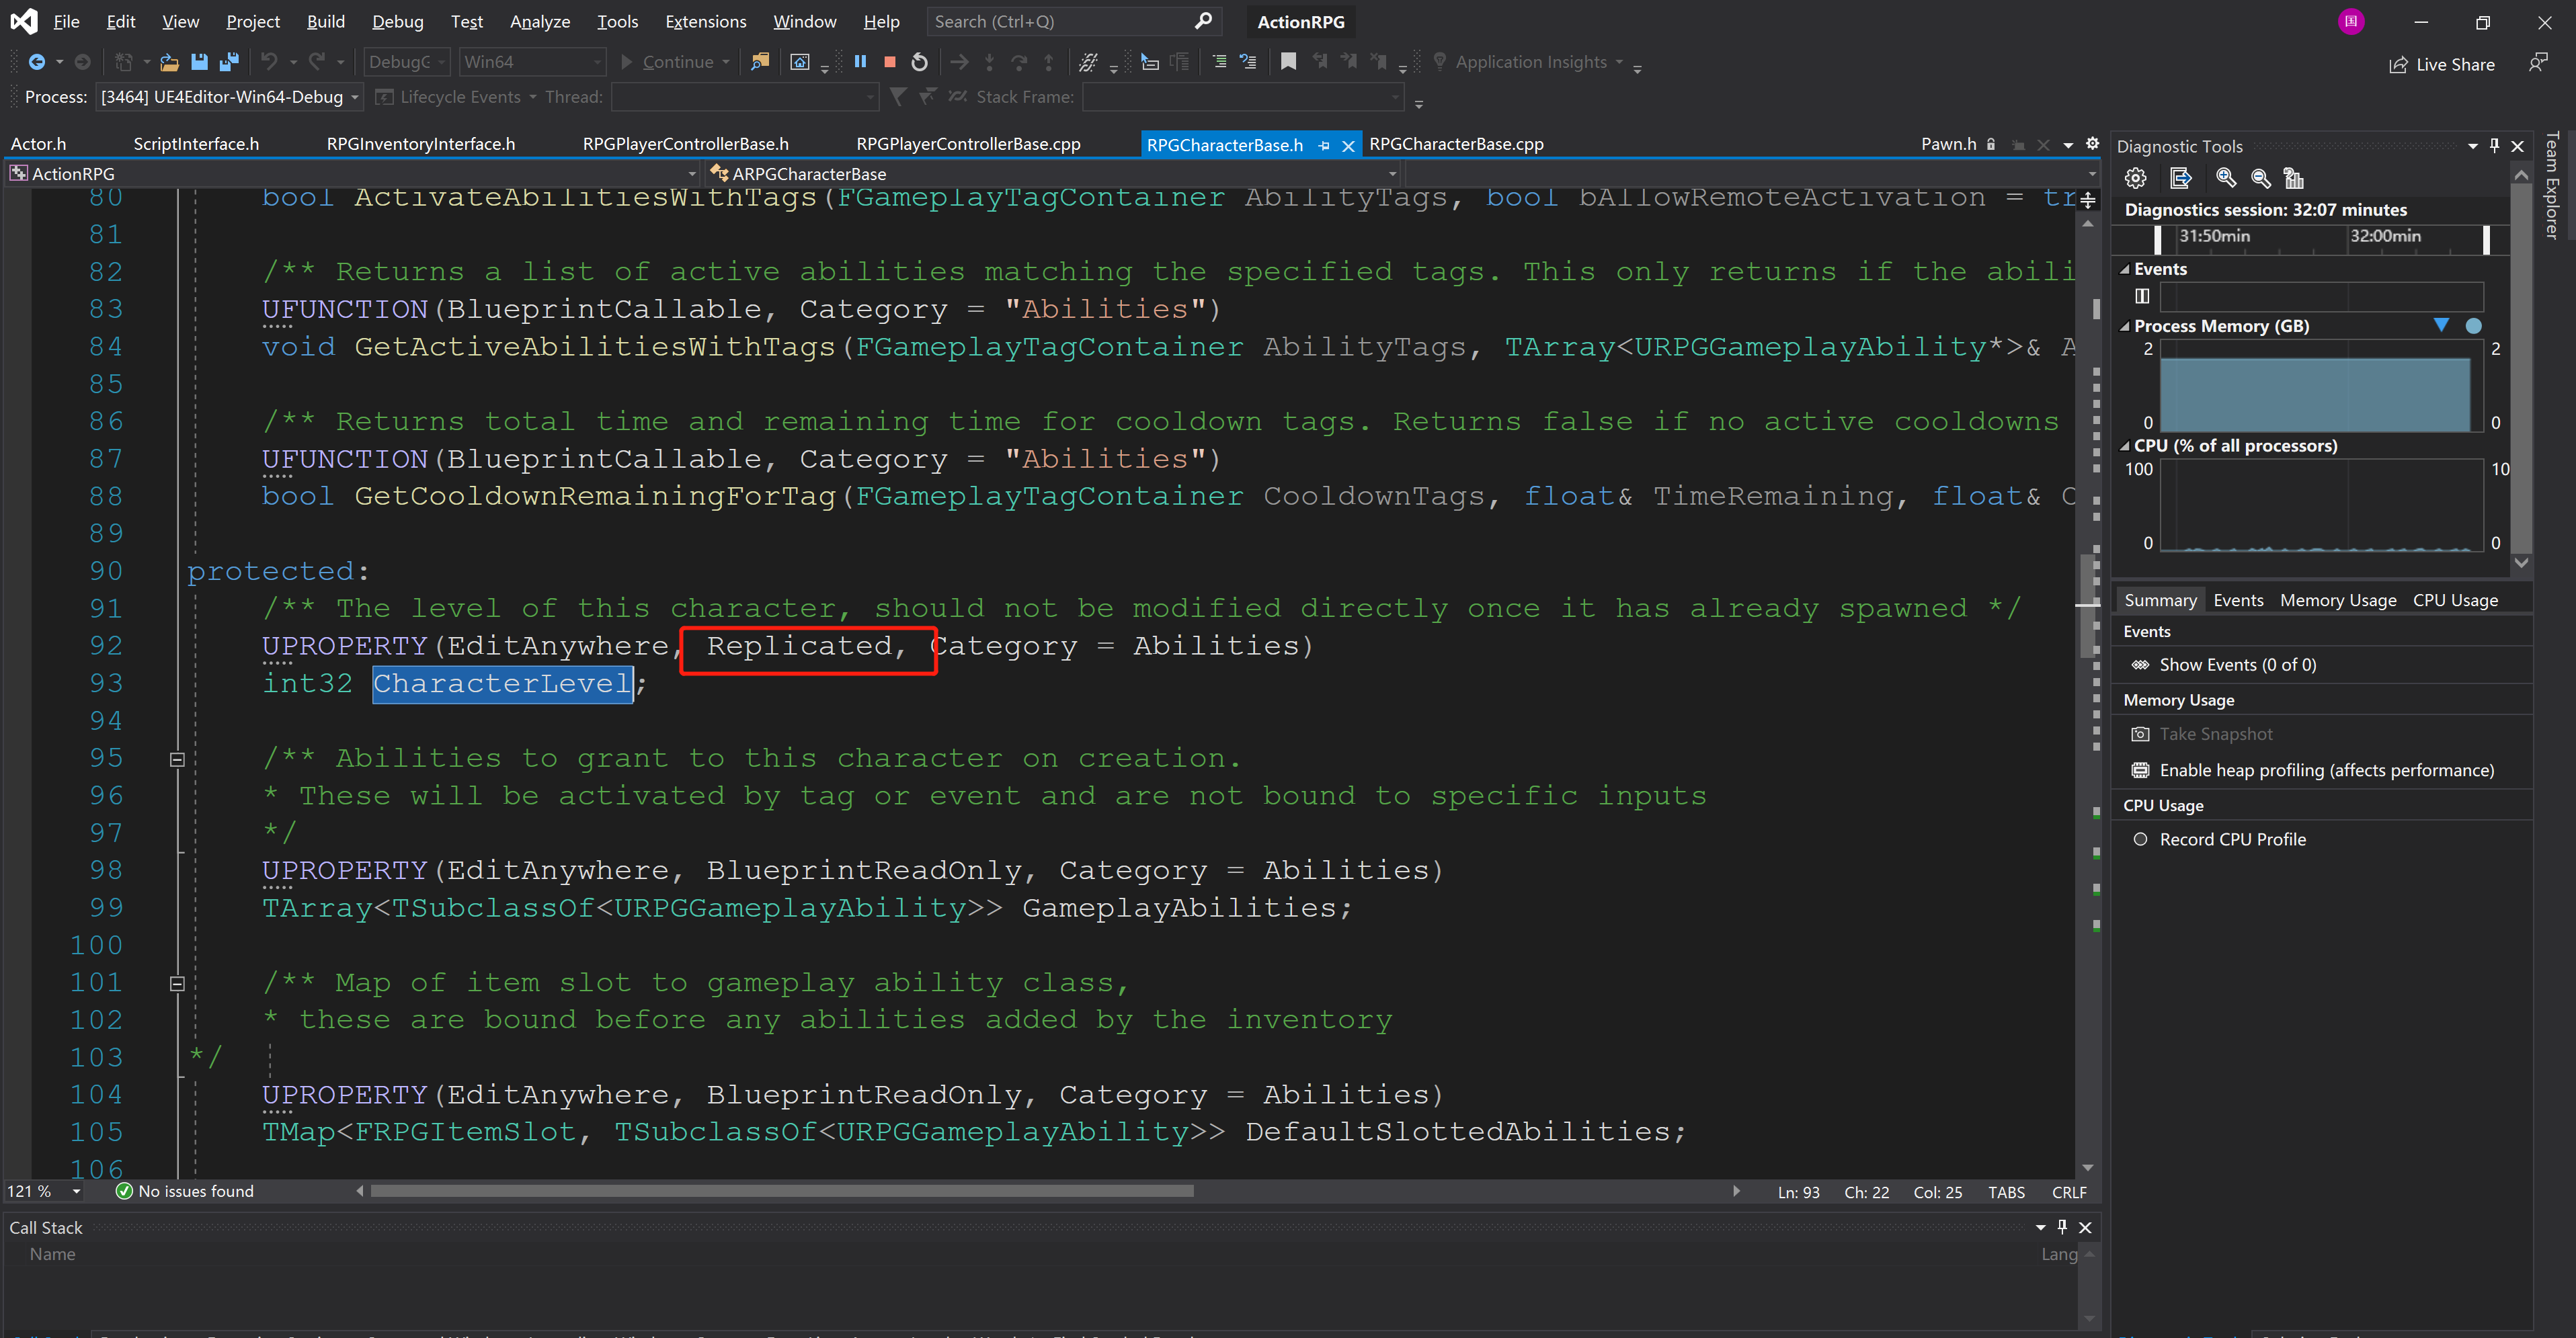 File Edit View Project Build Debug Test Analyze Tools Extensions Window Help Search (Ctrl+Q) ActionRPG 国
DebugG Win64 Continue Application Insights Live Share
Process: [3464] UE4Editor-Win64-Debug Lifecycle Events Thread: Stack Frame:
Actor.h ScriptInterface.h RPGInventoryInterface.h RPGPlayerControllerBase.h RPGPlayerControllerBase.cpp RPGCharacterBase.h RPGCharacterBase.cpp Pawn.h
ActionRPG ARPGCharacterBase
80 bool ActivateAbilitiesWithTags(FGameplayTagContainer AbilityTags, bool bAllowRemoteActivation = tr
81
82 /** Returns a list of active abilities matching the specified tags. This only returns if the abili
83 UFUNCTION(BlueprintCallable, Category = "Abilities")
84 void GetActiveAbilitiesWithTags(FGameplayTagContainer AbilityTags, TArray<URPGGameplayAbility*>& A
85
86 /** Returns total time and remaining time for cooldown tags. Returns false if no active cooldowns
87 UFUNCTION(BlueprintCallable, Category = "Abilities")
88 bool GetCooldownRemainingForTag(FGameplayTagContainer CooldownTags, float& TimeRemaining, float& C
89
90 protected:
91 /** The level of this character, should not be modified directly once it has already spawned */
92 UPROPERTY(EditAnywhere, Replicated, Category = Abilities)
93 int32 CharacterLevel;
94
95 /** Abilities to grant to this character on creation.
96 * These will be activated by tag or event and are not bound to specific inputs
97 */
98 UPROPERTY(EditAnywhere, BlueprintReadOnly, Category = Abilities)
99 TArray<TSubclassOf<URPGGameplayAbility>> GameplayAbilities;
100
101 /** Map of item slot to gameplay ability class,
102 * these are bound before any abilities added by the inventory
103 */
104 UPROPERTY(EditAnywhere, BlueprintReadOnly, Category = Abilities)
105 TMap<FRPGItemSlot, TSubclassOf<URPGGameplayAbility>> DefaultSlottedAbilities;
106
121 % No issues found Ln: 93 Ch: 22 Col: 25 TABS CRLF
Call Stack
Name Lang
Diagnostic Tools
Diagnostics session: 32:07 minutes
31:50min 32:00min
Events
Process Memory (GB)
2 2
0 0
CPU (% of all processors)
100 10
0 0
Summary Events Memory Usage CPU Usage
Events
Show Events (0 of 0)
Memory Usage
Take Snapshot
Enable heap profiling (affects performance)
CPU Usage
Record CPU Profile
Team Explorer